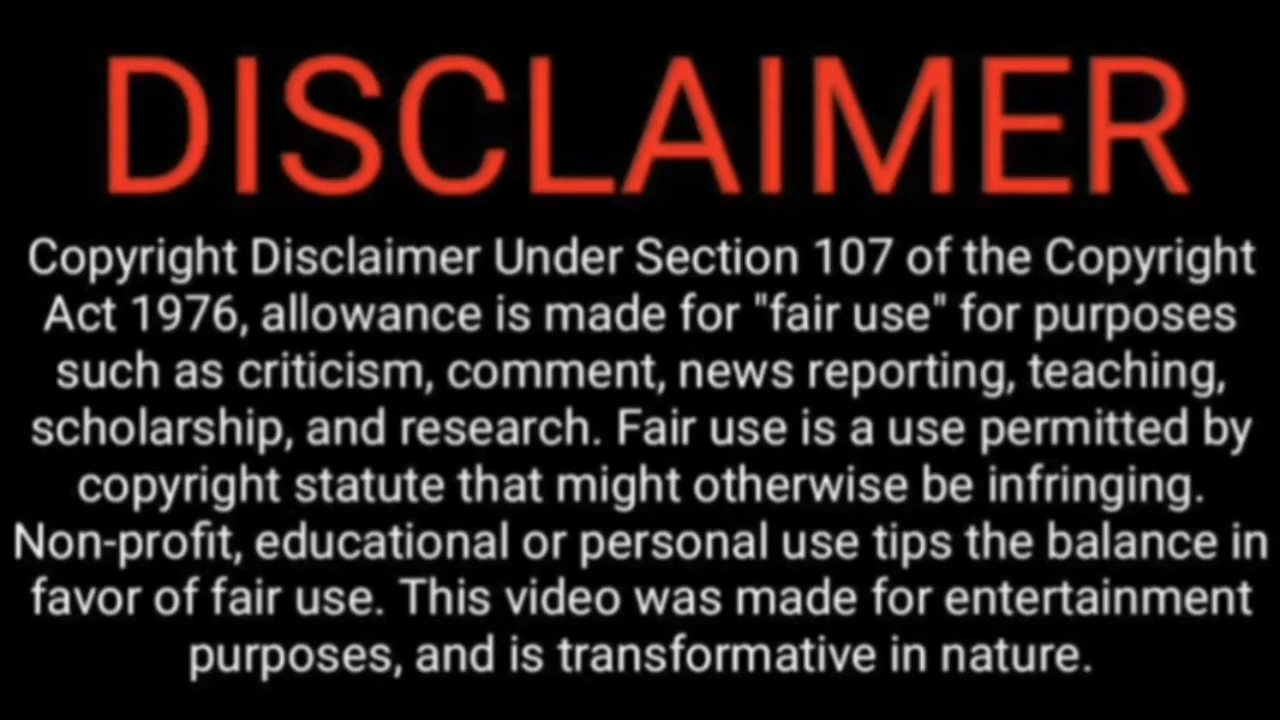 DISCLAIMER
Copyright Disclaimer Under Section 107 of the Copyright
Act 1976, allowance is made for "fair use" for purposes
such as criticism, comment, news reporting, teaching,
scholarship, and research. Fair use is a use permitted by
copyright statute that might otherwise be infringing.
Non-profit, educational or personal use tips the balance in
favor of fair use. This video was made for entertainment
purposes, and is transformative in nature.